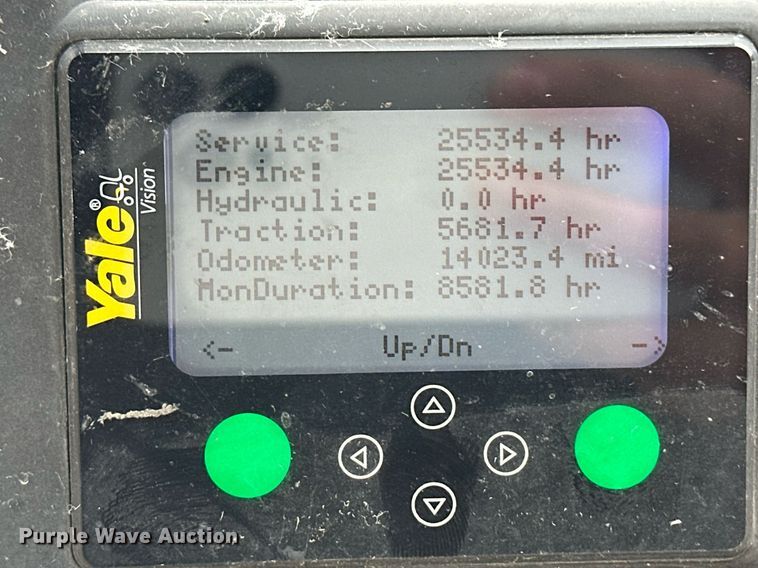 Yale® Vision
Service: 25534.4 hr
Engine: 25534.4 hr
Hydraulic: 0.0 hr
Traction: 5681.7 hr
Odometer: 14023.4 mi
MonDuration: 8581.8 hr
<- Up/Dn ->
Purple Wave Auction